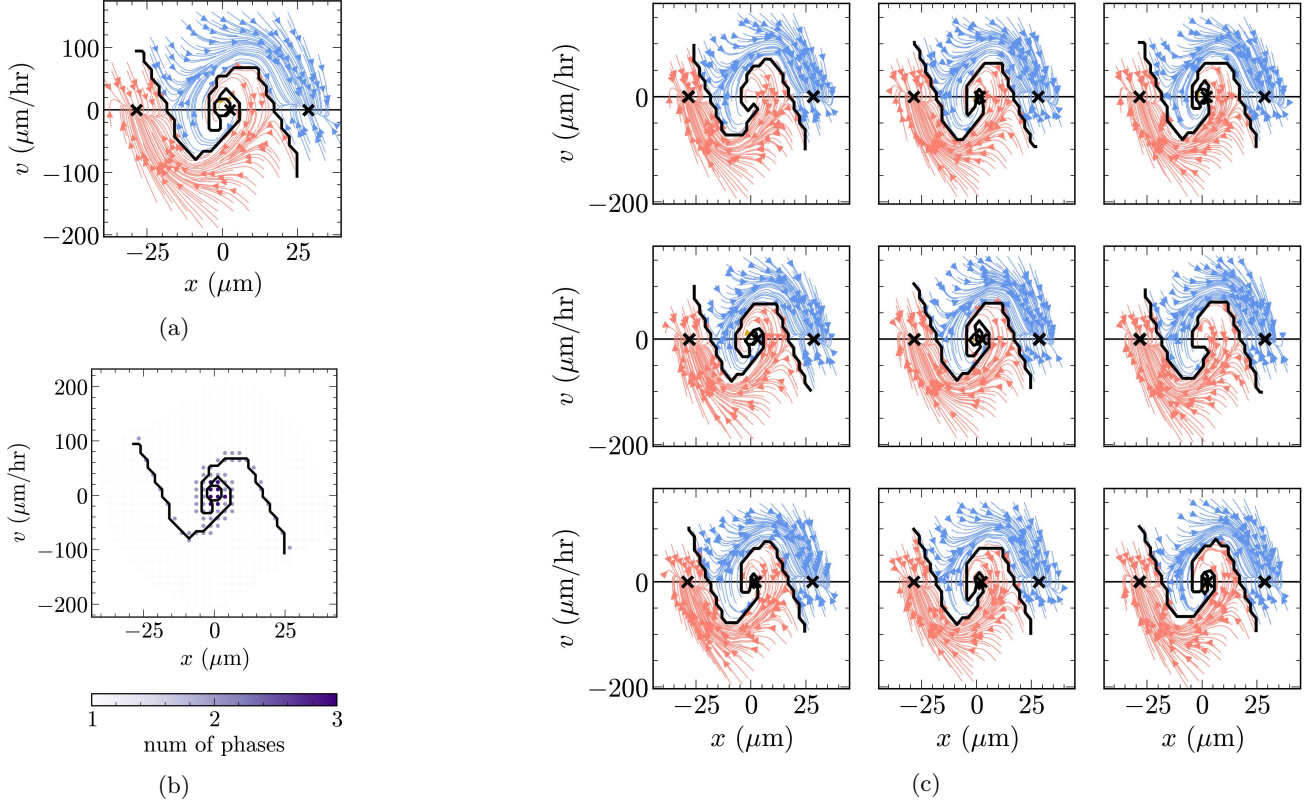 100
0
−100
−200
v (μm/hr)
−25 0 25
x (μm)
(a)
200
100
0
−100
−200
v (μm/hr)
−25 0 25
x (μm)
1 2 3
num of phases
(b)
v (μm/hr)
0
−200
v (μm/hr)
0
−200
v (μm/hr)
0
−200
−25 0 25 −25 0 25 −25 0 25
x (μm) x (μm) x (μm)
(c)